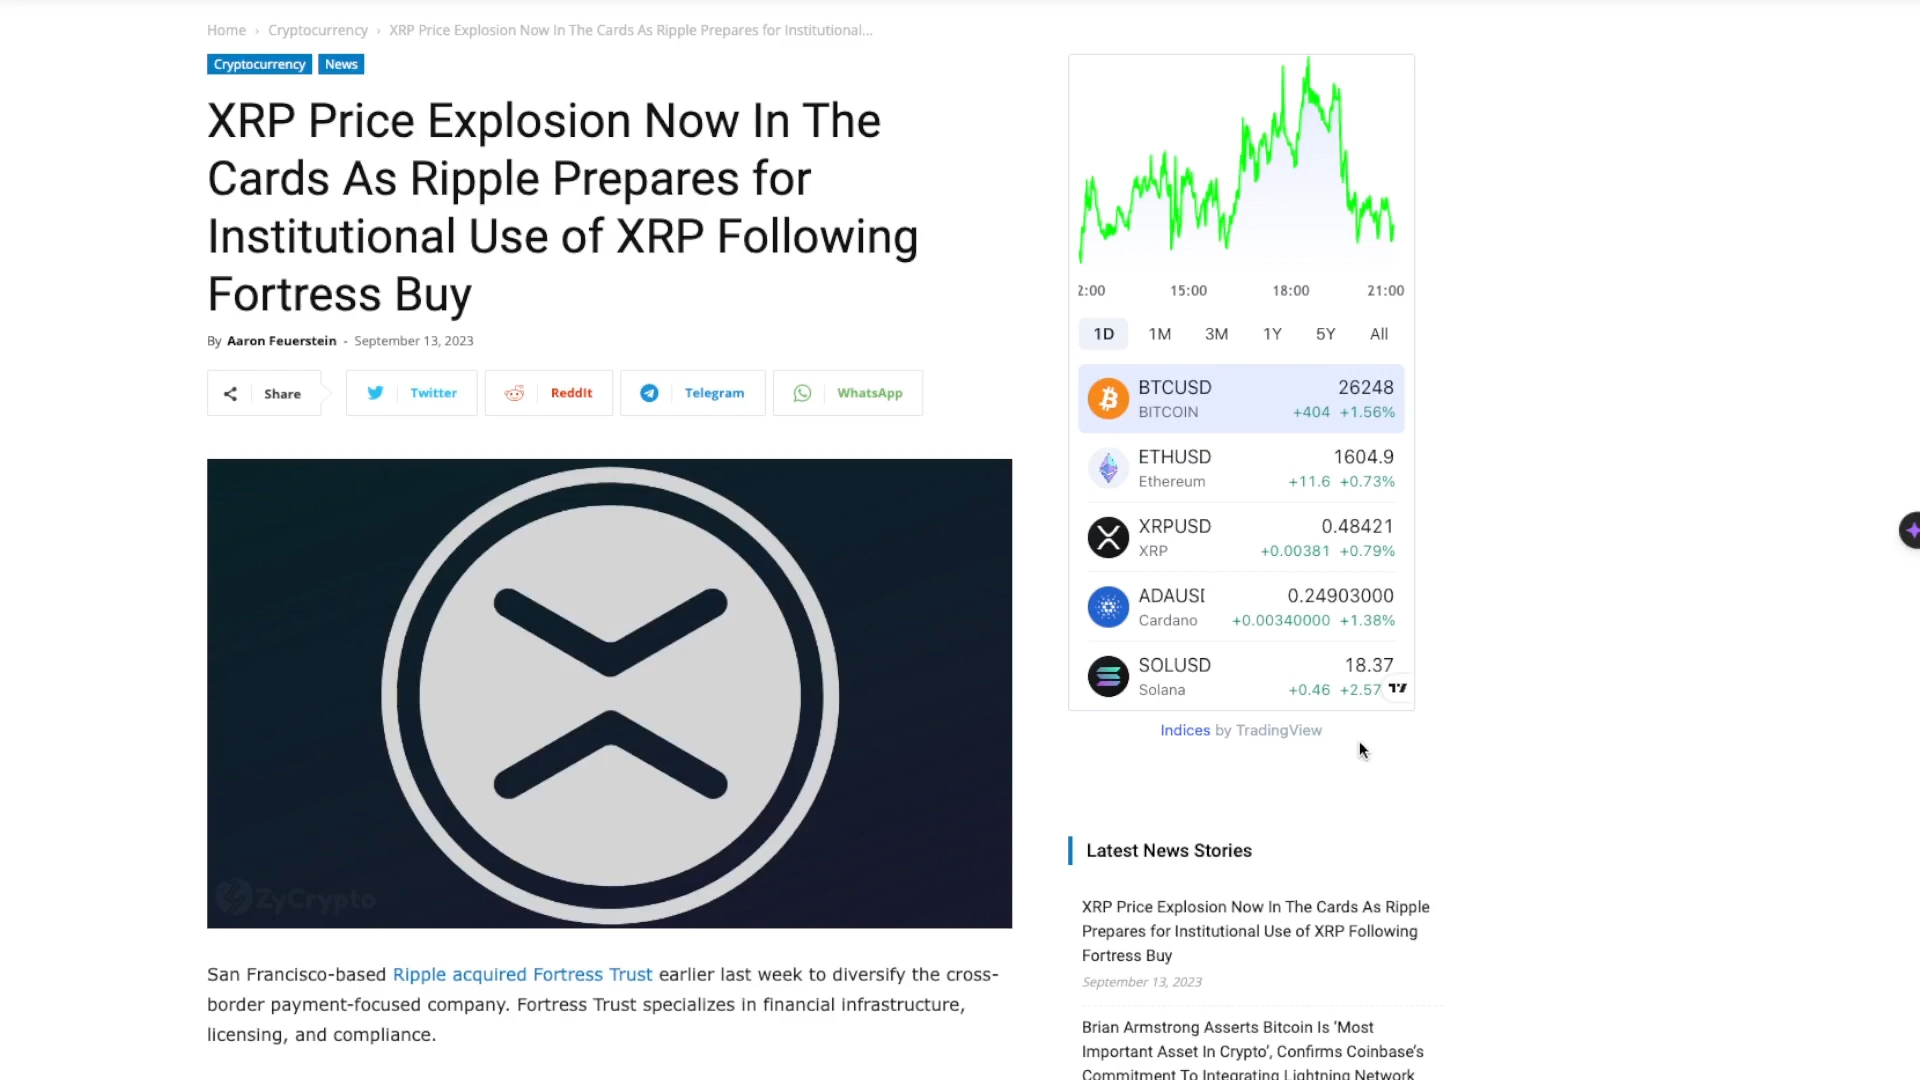 Home › Cryptocurrency › XRP Price Explosion Now In The Cards As Ripple Prepares for Institutional...
Cryptocurrency News
XRP Price Explosion Now In The
Cards As Ripple Prepares for
Institutional Use of XRP Following
Fortress Buy
By Aaron Feuerstein - September 13, 2023
Share Twitter ReddIt Telegram WhatsApp
ZyCrypto
San Francisco-based Ripple acquired Fortress Trust earlier last week to diversify the cross-
border payment-focused company. Fortress Trust specializes in financial infrastructure,
licensing, and compliance.
2:00 15:00 18:00 21:00
1D 1M 3M 1Y 5Y All
BTCUSD 26248
BITCOIN +404 +1.56%
ETHUSD 1604.9
Ethereum +11.6 +0.73%
XRPUSD 0.48421
XRP +0.00381 +0.79%
ADAUSD 0.24903000
Cardano +0.00340000 +1.38%
SOLUSD 18.37
Solana +0.46 +2.57
Indices by TradingView
Latest News Stories
XRP Price Explosion Now In The Cards As Ripple
Prepares for Institutional Use of XRP Following
Fortress Buy
September 13, 2023
Brian Armstrong Asserts Bitcoin Is ‘Most
Important Asset In Crypto’, Confirms Coinbase’s
Commitment To Integrating Lightning Network